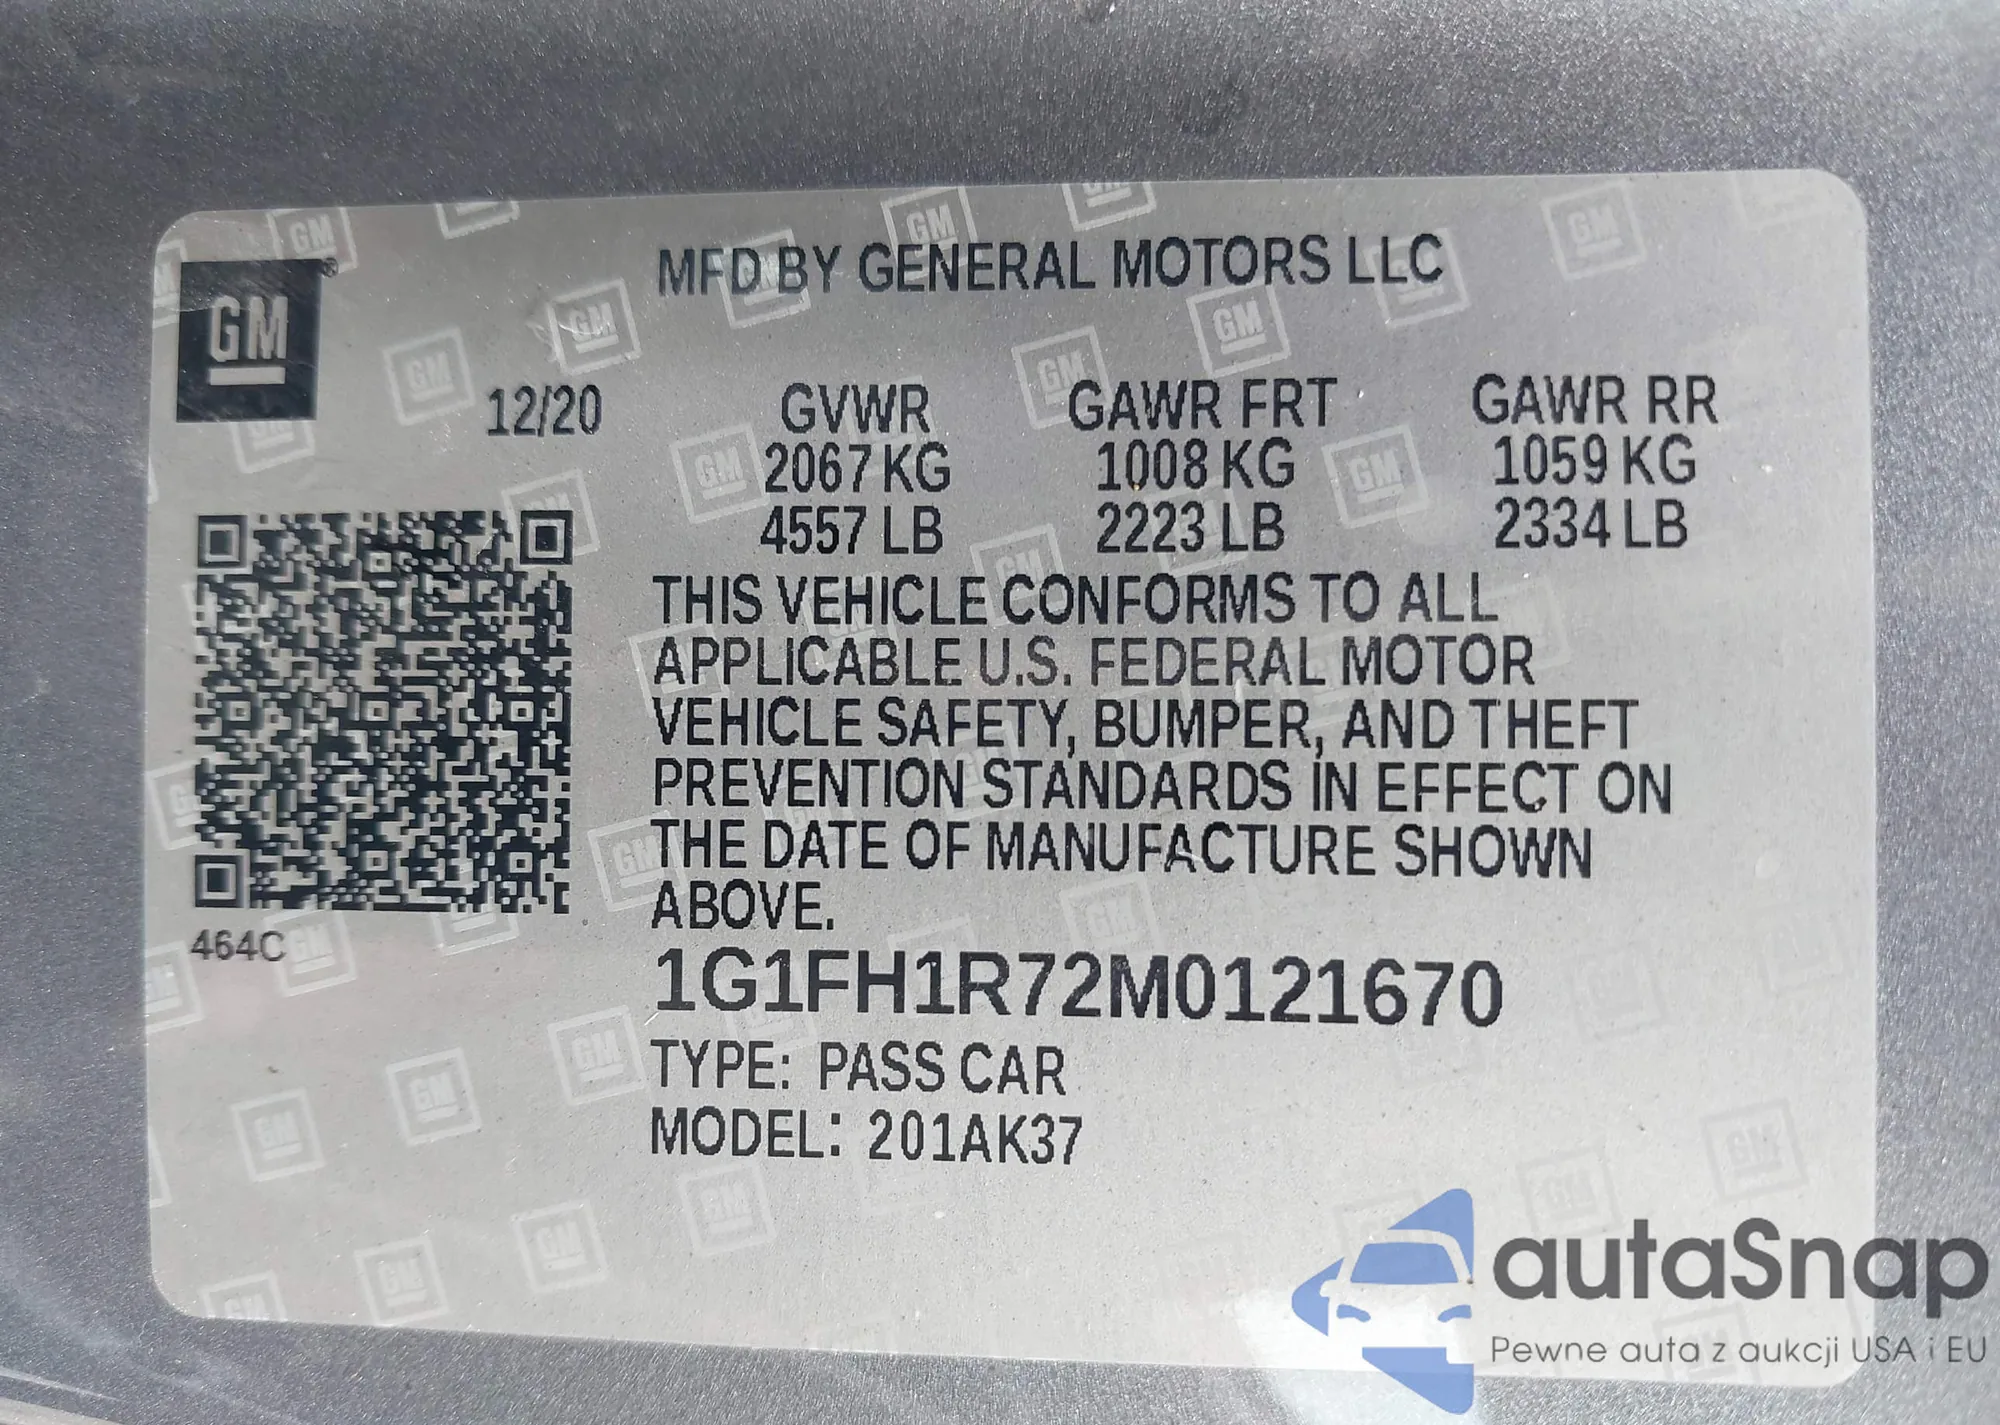 MFD BY GENERAL MOTORS LLC
GM
12/20
GVWR
2067 KG
4557 LB
GAWR FRT
1008 KG
2223 LB
GAWR RR
1059 KG
2334 LB
THIS VEHICLE CONFORMS TO ALL
APPLICABLE U.S. FEDERAL MOTOR
VEHICLE SAFETY, BUMPER, AND THEFT
PREVENTION STANDARDS IN EFFECT ON
THE DATE OF MANUFACTURE SHOWN
ABOVE.
464C
1G1FH1R72M0121670
TYPE: PASS CAR
MODEL: 201AK37
autaSnap
Pewne auta z aukcji USA i EU